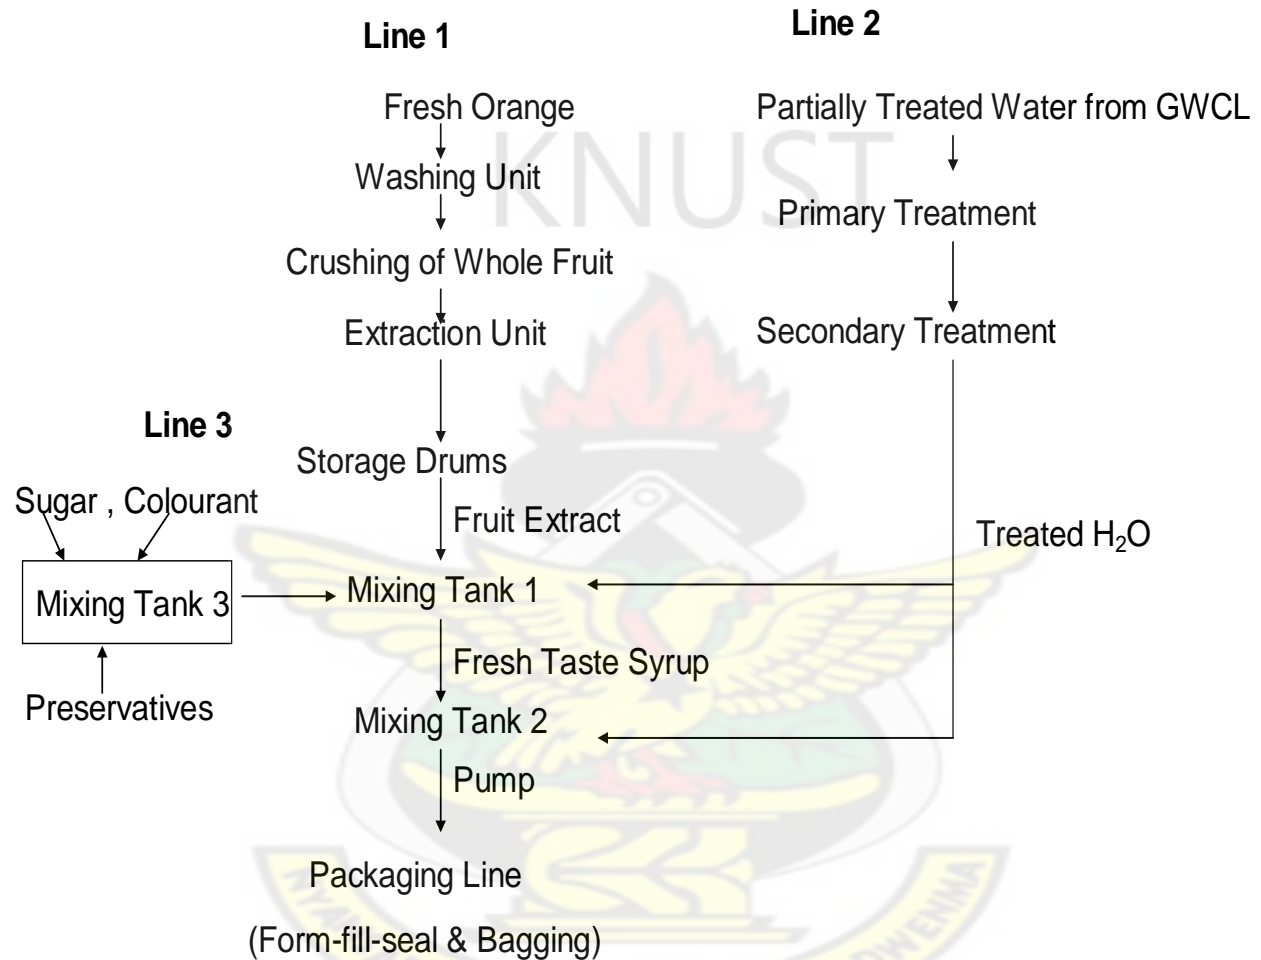 Line 1
Line 2
Fresh Orange
Partially Treated Water from GWCL
KNUST
Washing Unit
Primary Treatment
Crushing of Whole Fruit
Extraction Unit
Secondary Treatment
Line 3
Storage Drums
Sugar , Colourant
Fruit Extract
Treated H₂O
Mixing Tank 3
Mixing Tank 1
Fresh Taste Syrup
Preservatives
Mixing Tank 2
Pump
Packaging Line
(Form-fill-seal & Bagging)